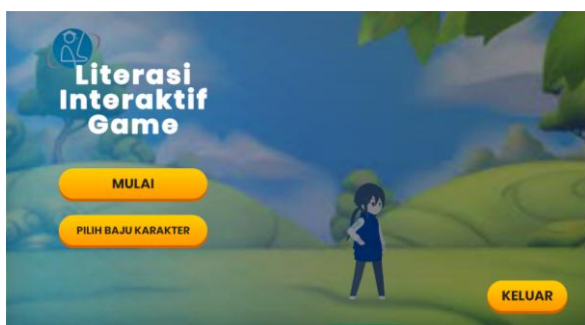 Literasi
Interaktif
Game
MULAI
PILIH BAJU KARAKTER
KELUAR